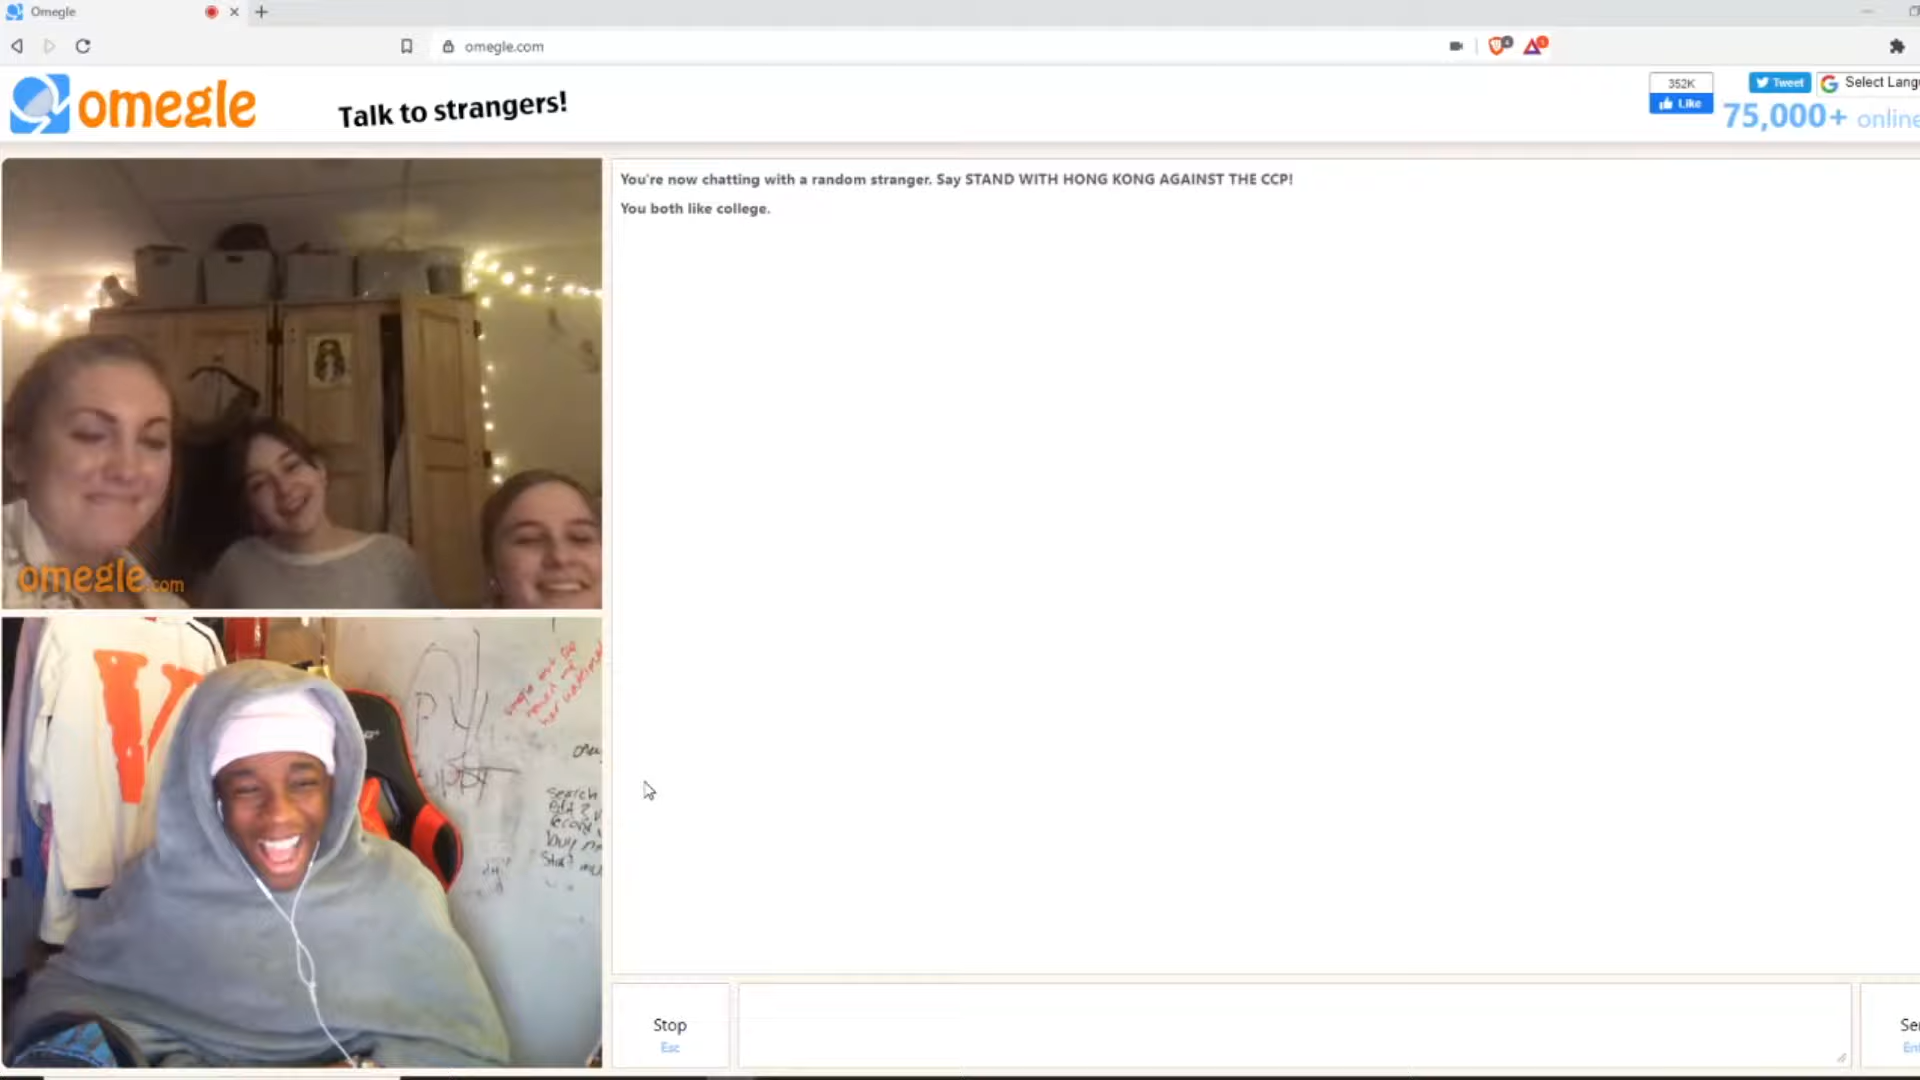 Omegle
omegle.com
omegle
Talk to strangers!
352K
Like
Tweet
Select Lang
75,000+ online
You're now chatting with a random stranger. Say STAND WITH HONG KONG AGAINST THE CCP!
You both like college.
omegle.com
V
search
buy
Stop
Esc